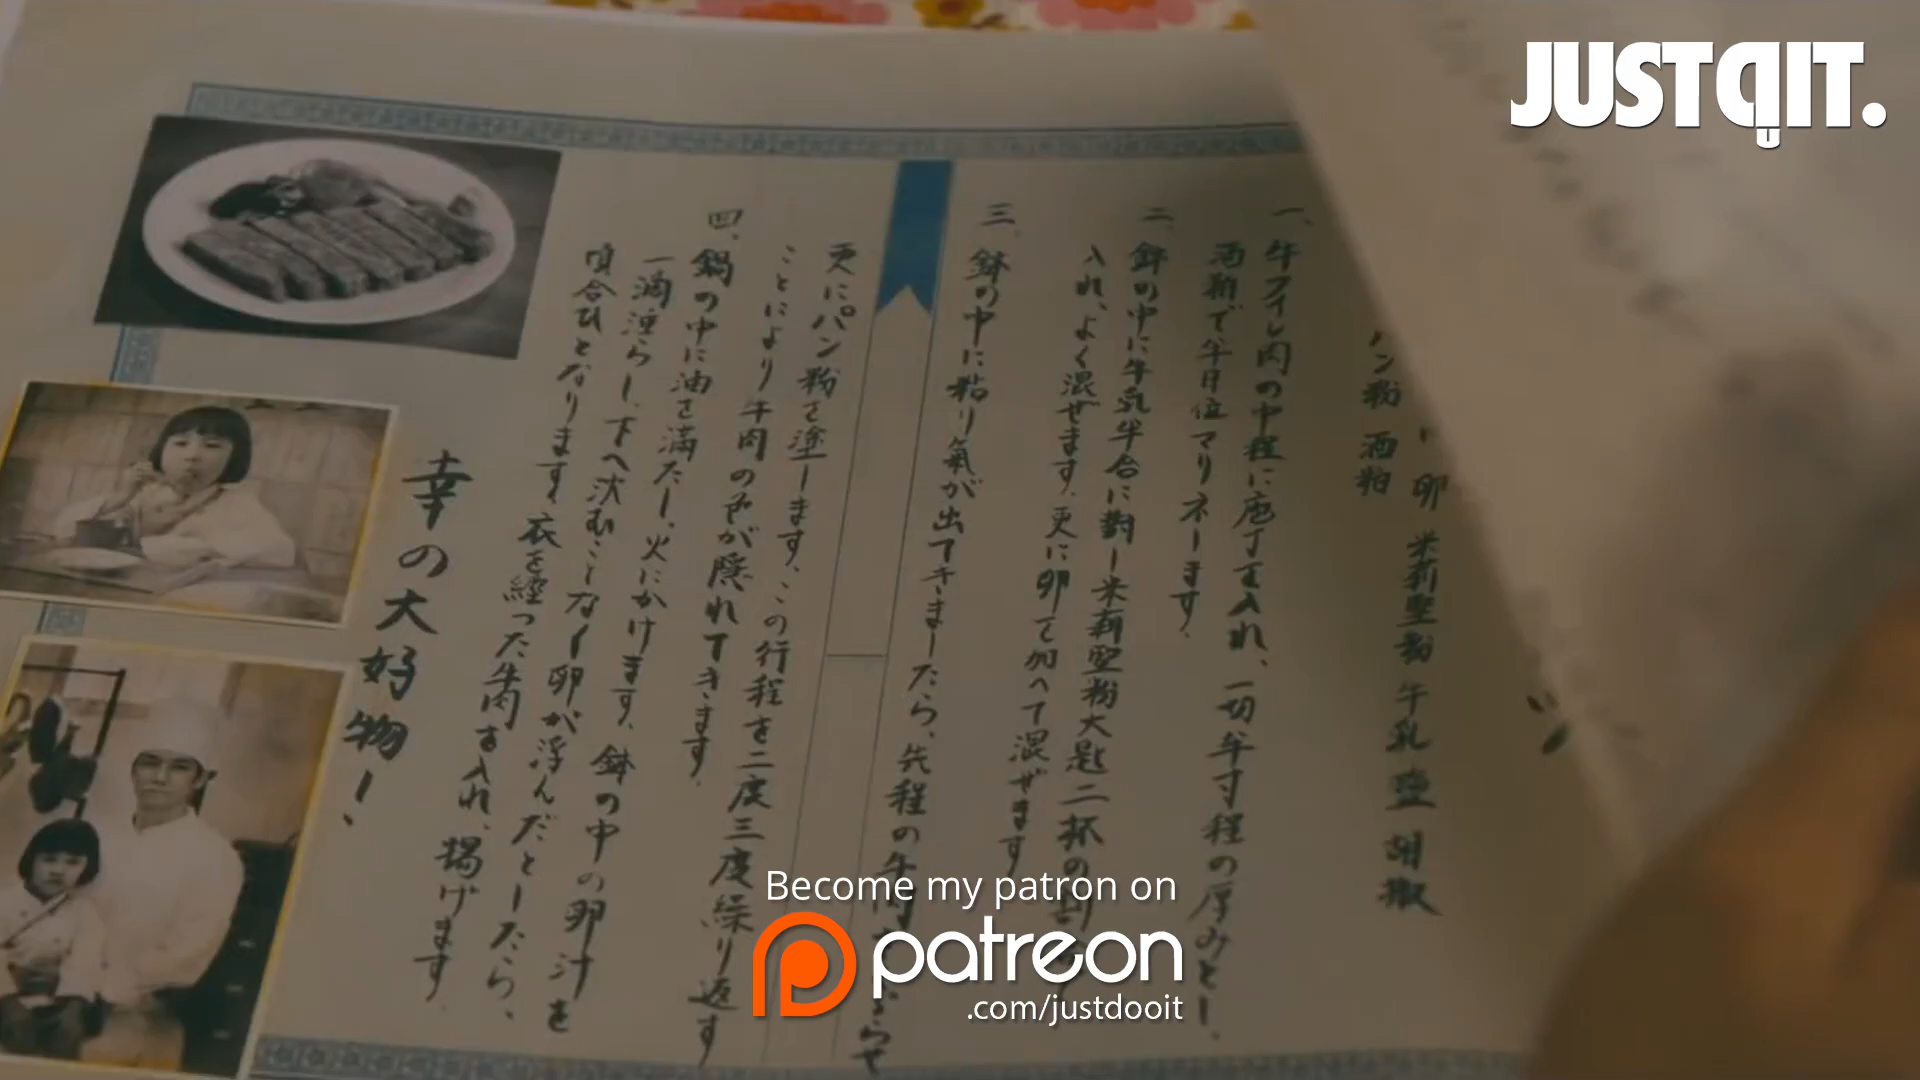 JUSTdOIT.
パン粉 酒粕
卵 米利堅粉 牛乳 塩 胡椒
一、牛フィレ肉の中程に庖丁を入れ、一切半寸程の厚みとし、
酒粕で半日位マリネします。
二、鉢の中に牛乳半合に對し米利堅粉大匙二杯の
入れ、よく混ぜます。更に卵を加へて混ぜます
三、鉢の中に粘り氣が出てきましたら、先程の牛肉
更にパン粉を塗します。この行程を二度三度繰り返す
ことにより牛肉の色が隠れてきます。
四、鍋の中に油を満たし、火にかけます。鉢の中の卵汁を
一滴滴らし、下へ沈むことなく卵が浮んだとしたら、
頃合ひとなります。衣を纏った牛肉を入れ、揚げます。
幸の大好物!
Become my patron on
patreon
.com/justdooit